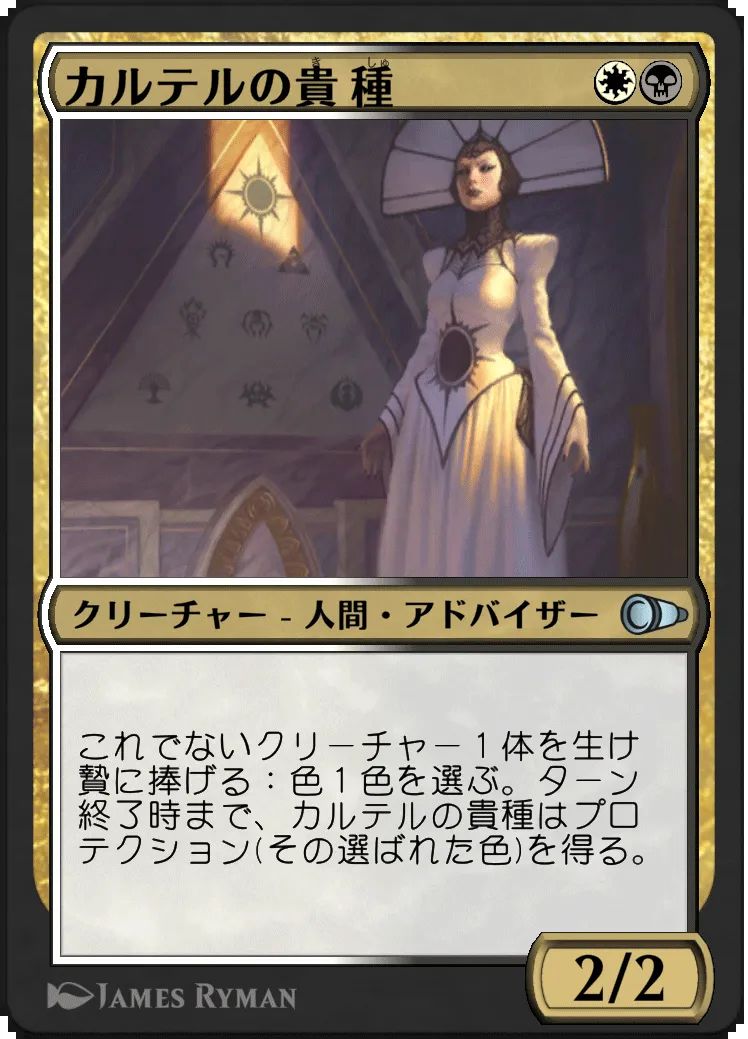 カルテルの貴種
きしゅ
クリーチャー - 人間・アドバイザー
これでないクリーチャー１体を生け
贄に捧げる：色１色を選ぶ。ターン
終了時まで、カルテルの貴種はプロ
テクション(その選ばれた色)を得る。
2/2
JAMES RYMAN